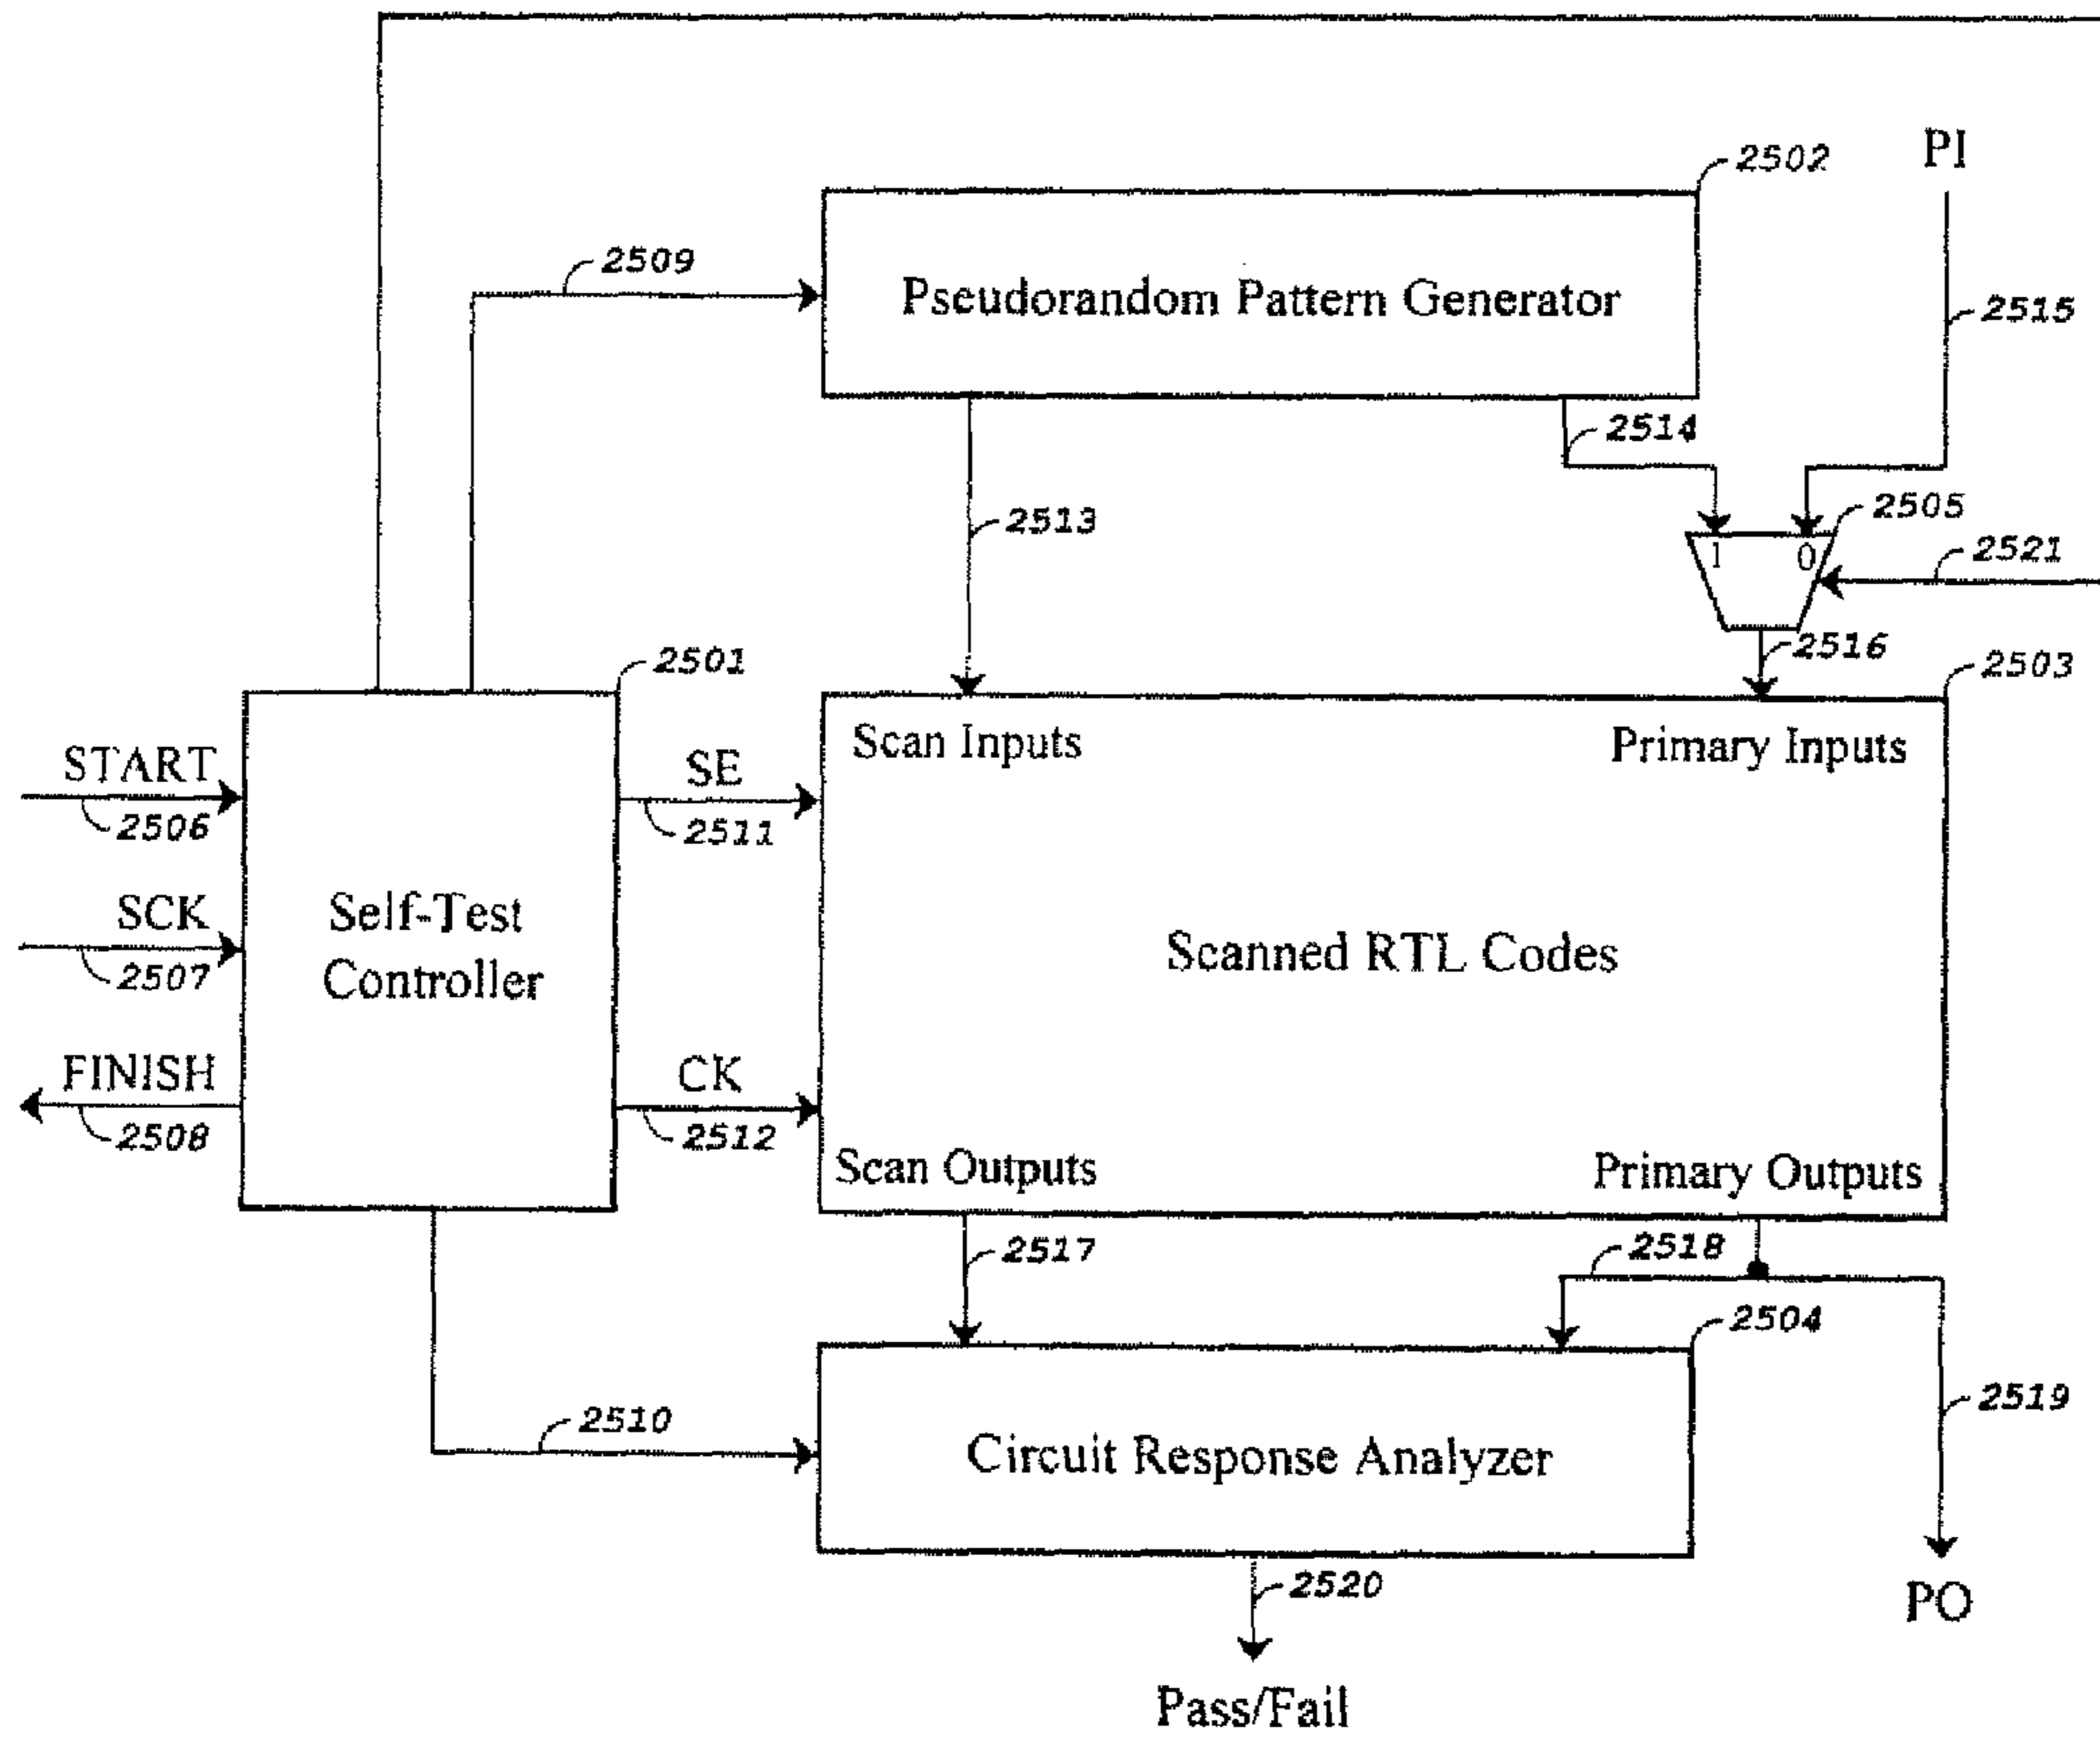 2502
PI
2509
Pseudorandom Pattern Generator
2515
2514
2513
2505
1 0
2521
2516
2501
2503
START
2506
SE
2511
Scan Inputs
Primary Inputs
SCK
2507
Self-Test
Controller
Scanned RTL Codes
FINISH
2508
CK
2512
Scan Outputs
Primary Outputs
2517
2518
2504
2510
Circuit Response Analyzer
2519
2520
PO
Pass/Fail